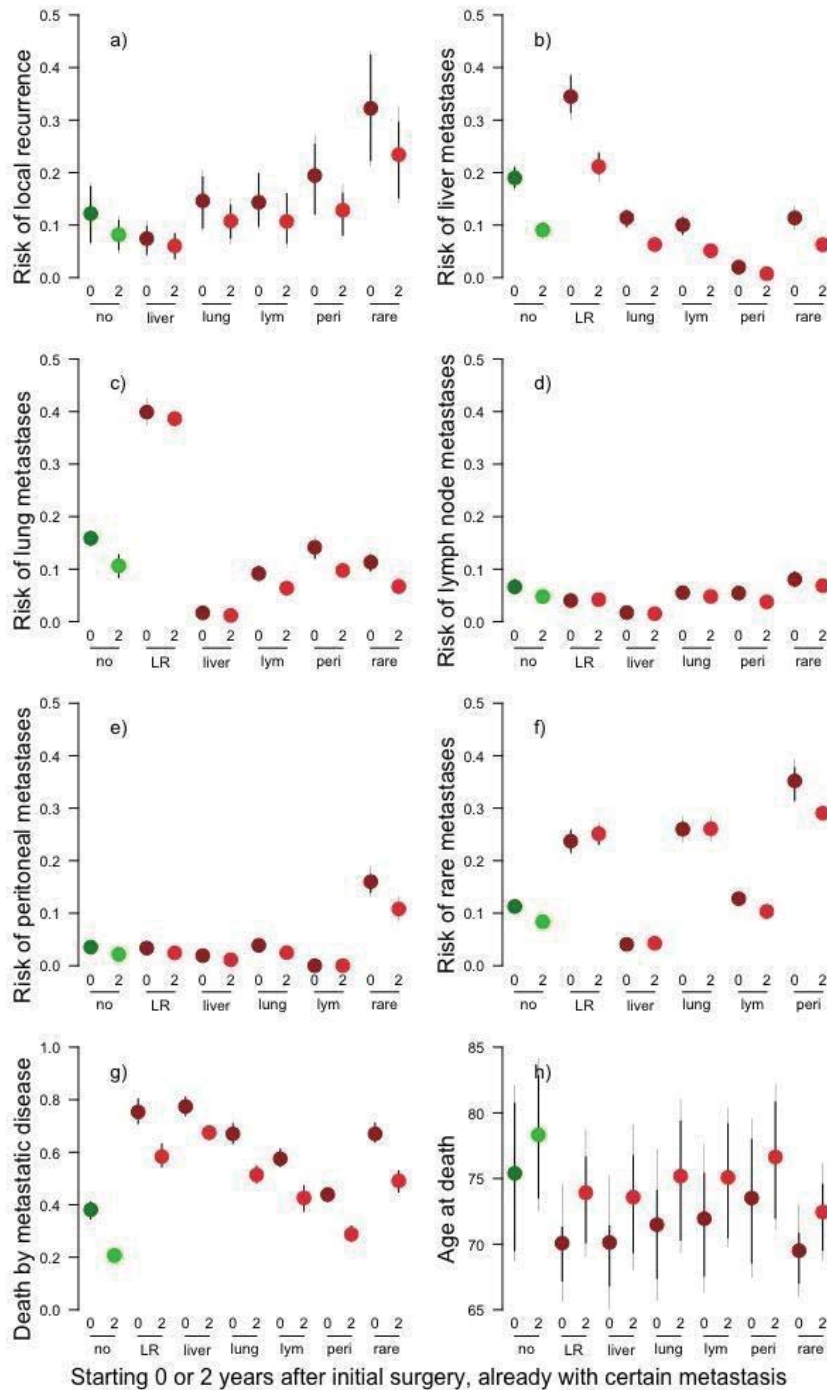 Risk of local recurrence
a)
0.5
0.4
0.3
0.2
0.1
0.0
0 2 0 2 0 2 0 2 0 2 0 2
no liver lung lym peri rare
Risk of liver metastases
b)
0.5
0.4
0.3
0.2
0.1
0.0
0 2 0 2 0 2 0 2 0 2 0 2
no LR lung lym peri rare
Risk of lung metastases
c)
0.5
0.4
0.3
0.2
0.1
0.0
0 2 0 2 0 2 0 2 0 2 0 2
no LR liver lym peri rare
Risk of lymph node metastases
d)
0.5
0.4
0.3
0.2
0.1
0.0
0 2 0 2 0 2 0 2 0 2 0 2
no LR liver lung peri rare
Risk of peritoneal metastases
e)
0.5
0.4
0.3
0.2
0.1
0.0
0 2 0 2 0 2 0 2 0 2 0 2
no LR liver lung lym rare
Risk of rare metastases
f)
0.5
0.4
0.3
0.2
0.1
0.0
0 2 0 2 0 2 0 2 0 2 0 2
no LR liver lung lym peri
Death by metastatic disease
g)
1.0
0.8
0.6
0.4
0.2
0.0
0 2 0 2 0 2 0 2 0 2 0 2 0 2
no LR liver lung lym peri rare
Age at death
h)
85
80
75
70
65
0 2 0 2 0 2 0 2 0 2 0 2 0 2
no LR liver lung lym peri rare
Starting 0 or 2 years after initial surgery, already with certain metastasis